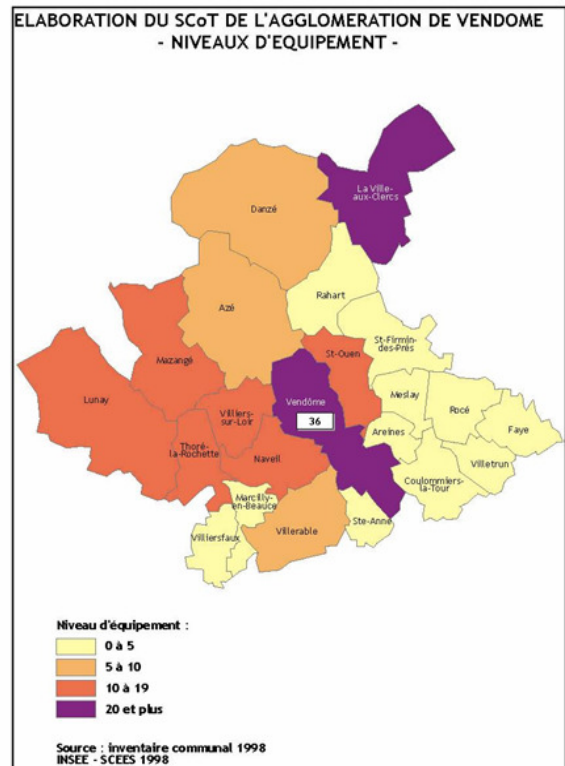 ELABORATION DU SCoT DE L'AGGLOMERATION DE VENDOME
- NIVEAUX D'EQUIPEMENT -
La Ville-
aux-Clercs
Danzé
Rahart
Azé
St-Firmin-
des-Prés
St-Ouen
Mazangé
Meslay
Lunay
Vendôme
Rocé
Villiers-
sur-Loir
36
Faye
Areines
Thoré-
la-Rochette
Naveil
Villetrun
Coulommiers-
la-Tour
Marcilly-
en-Beauce
Ste-Anne
Villerable
Villiersfaux
Niveau d'équipement :
0 à 5
5 à 10
10 à 19
20 et plus
Source : inventaire communal 1998
INSEE - SCEES 1998